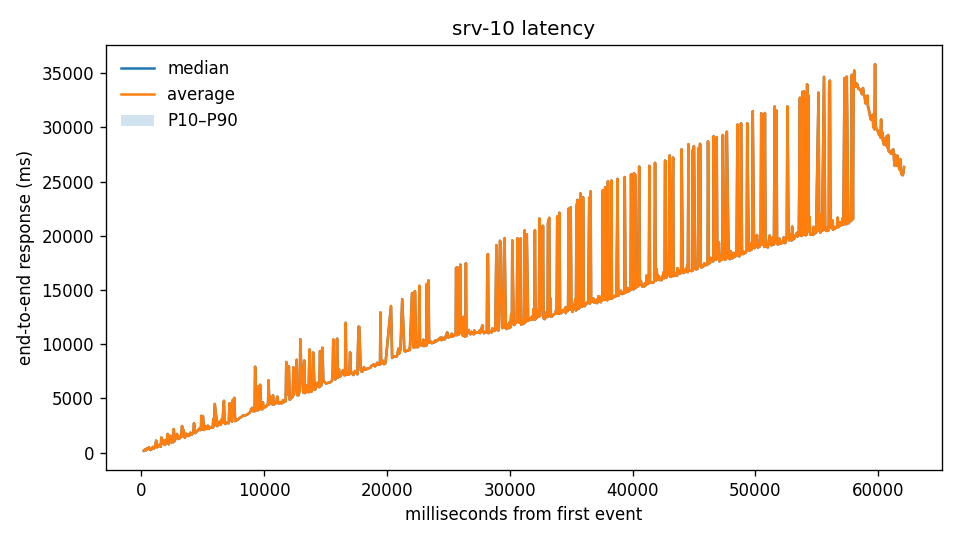 srv-10 latency
median
average
P10–P90
end-to-end response (ms)
35000
30000
25000
20000
15000
10000
5000
0
0 10000 20000 30000 40000 50000 60000
milliseconds from first event